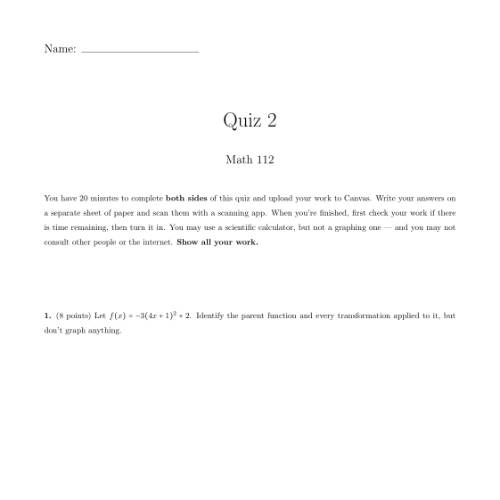 Name:
Quiz 2
Math 112
You have 20 minutes to complete both sides of this quiz and upload your work to Canvas. Write your answers on
a separate sheet of paper and scan them with a scanning app. When you're finished, first check your work if there
is time remaining, then turn it in. You may use a scientific calculator, but not a graphing one — and you may not
consult other people or the internet. Show all your work.
1. (8 points) Let f(x) = −3(4x + 1)² + 2. Identify the parent function and every transformation applied to it, but
don't graph anything.